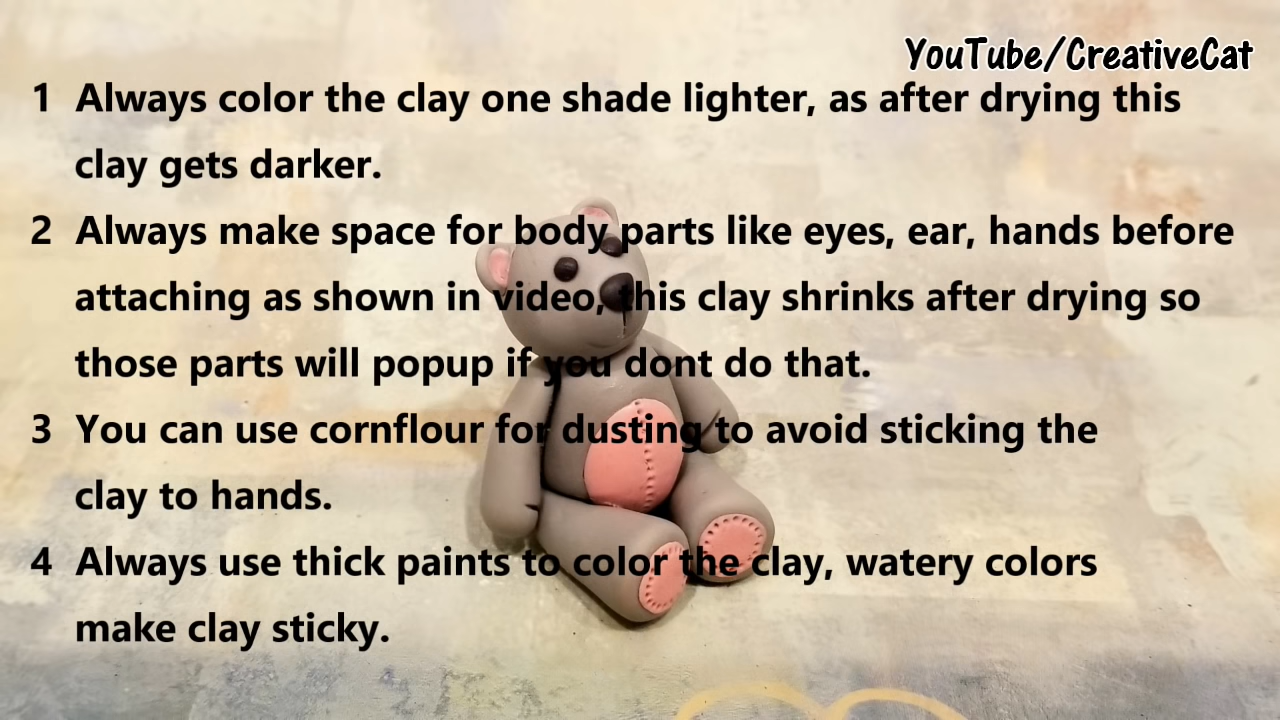 YouTube/CreativeCat
1 Always color the clay one shade lighter, as after drying this
clay gets darker.
2 Always make space for body parts like eyes, ear, hands before
attaching as shown in video, this clay shrinks after drying so
those parts will popup if you dont do that.
3 You can use cornflour for dusting to avoid sticking the
clay to hands.
4 Always use thick paints to color the clay, watery colors
make clay sticky.